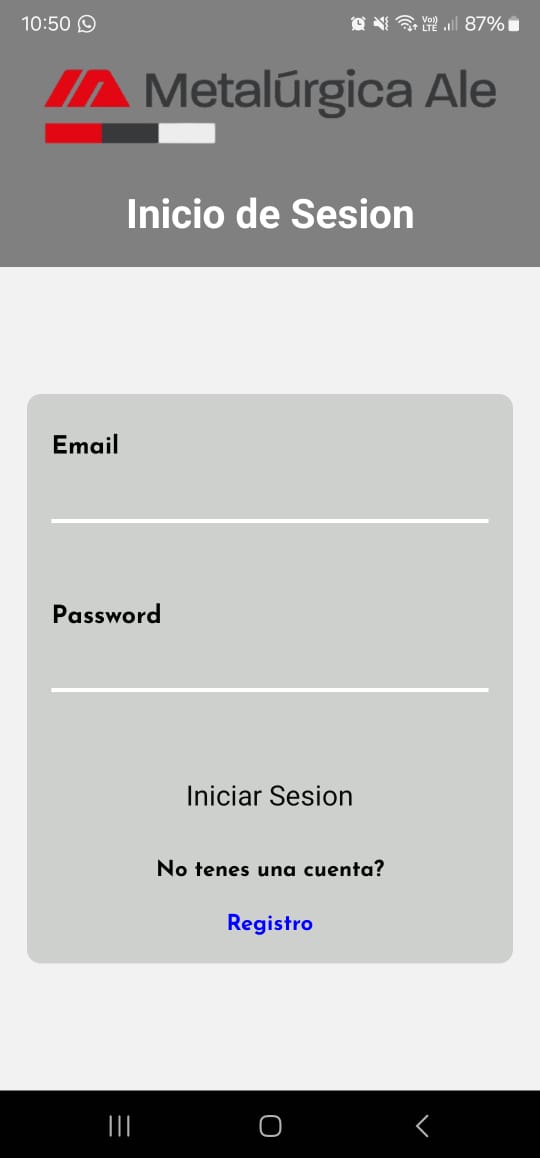 10:50 Vo)) LTE 87%
Metalúrgica Ale
Inicio de Sesion
Email
Password
Iniciar Sesion
No tenes una cuenta?
Registro